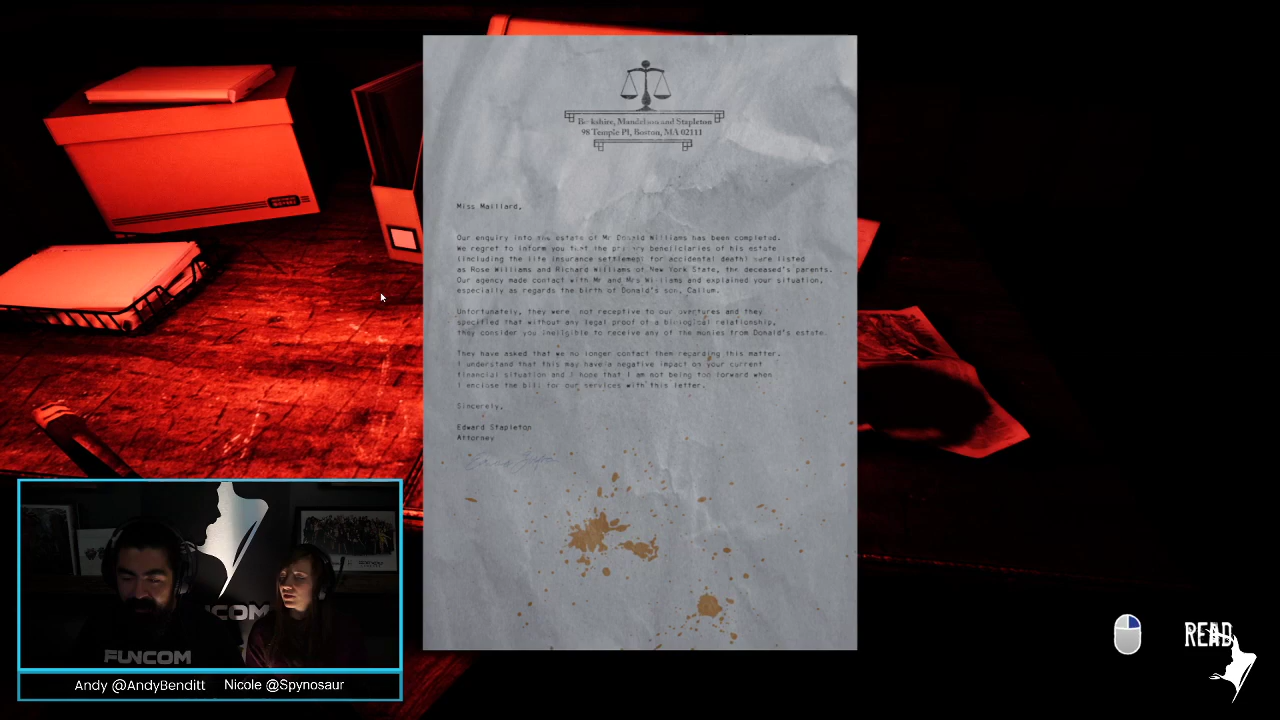 Berkshire, Mandelson and Stapleton
98 Temple Pl, Boston, MA 02111
Miss Maillard,
Our enquiry into the estate of Mr Donald Williams has been completed.
We regret to inform you that the primary beneficiaries of his estate
(including the life insurance settlement for accidental death) were listed
as Rose Williams and Richard Williams of New York State, the deceased's parents.
Our agency made contact with Mr and Mrs Williams and explained your situation,
especially as regards the birth of Donald's son, Callum.
Unfortunately, they were not receptive to our overtures and they
specified that without any legal proof of a biological relationship,
they consider you ineligible to receive any of the monies from Donald's estate.
They have asked that we no longer contact them regarding this matter.
I understand that this may have a negative impact on your current
financial situation and I hope that I am not being too forward when
I enclose the bill for our services with this letter.
Sincerely,
Edward Stapleton
Attorney
READ
FUNCOM
Andy @AndyBenditt Nicole @Spynosaur